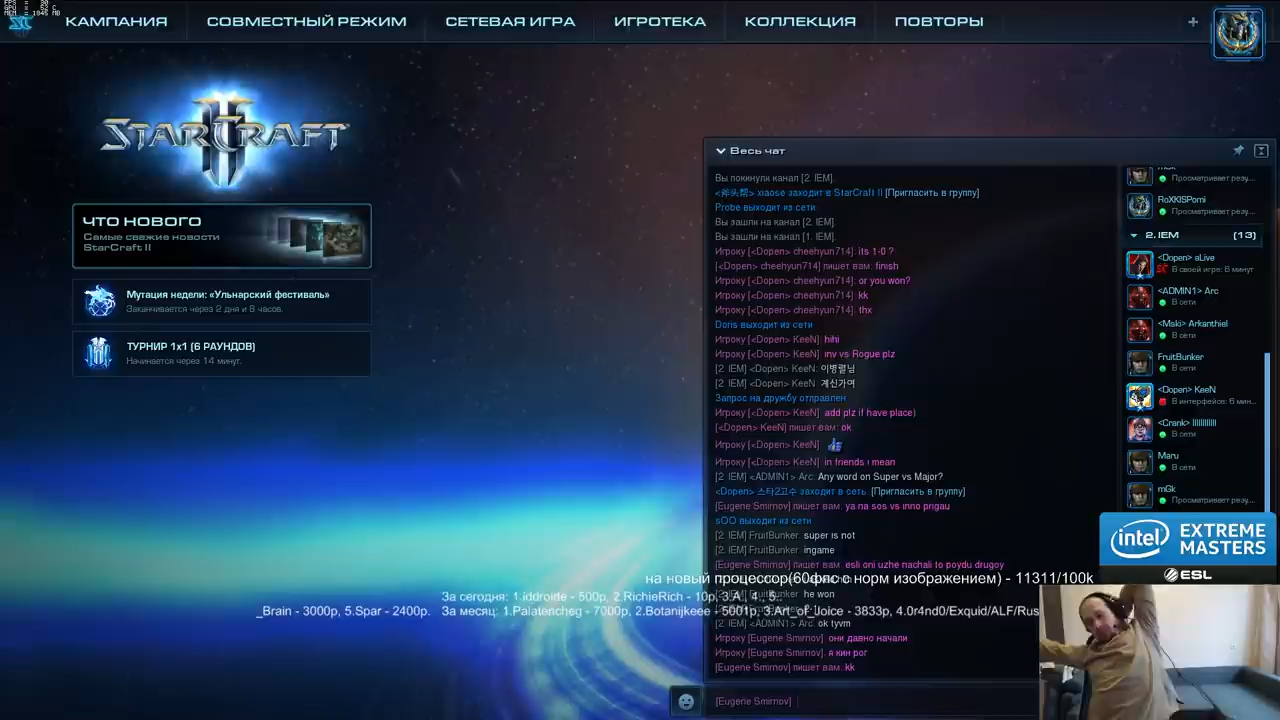 КАМПАНИЯ
СОВМЕСТНЫЙ РЕЖИМ
СЕТЕВАЯ ИГРА
ИГРОТЕКА
КОЛЛЕКЦИЯ
ПОВТОРЫ
STARCRAFT
II
ЧТО НОВОГО
Самые свежие новости
StarCraft II
Мутация недели: «Ульнарский фестиваль»
Заканчивается через 2 дня и 8 часов.
ТУРНИР 1x1 (6 РАУНДОВ)
Начинается через 14 минут.
Весь чат
Вы покинули канал [2. IEM].
<斧头帮> xiaose заходит в StarCraft II [Пригласить в группу]
Probe выходит из сети
Вы зашли на канал [2. IEM].
Вы зашли на канал [1. IEM].
Игроку [<Dopen> cheehyun714]: its 1-0 ?
[<Dopen> cheehyun714] пишет вам: finish
Игроку [<Dopen> cheehyun714]: or you won?
Игроку [<Dopen> cheehyun714]: kk
Игроку [<Dopen> cheehyun714]: thx
Doris выходит из сети
Игроку [<Dopen> KeeN]: hihi
Игроку [<Dopen> KeeN]: inv vs Rogue plz
[2. IEM] <Dopen> KeeN: 이병렬님
[2. IEM] <Dopen> KeeN: 계신가여
Запрос на дружбу отправлен
Игроку [<Dopen> KeeN]: add plz if have place)
[<Dopen> KeeN] пишет вам: ok
Игроку [<Dopen> KeeN]:
Игроку [<Dopen> KeeN]: in friends i mean
[2. IEM] <ADMIN1> Arc: Any word on Super vs Major?
<Dopen> 스타2고수 заходит в сеть. [Пригласить в группу]
[Eugene Smirnov] пишет вам: ya na sos vs inno prigau
sOO выходит из сети
[2. IEM] FruitBunker: super is not
[2. IEM] FruitBunker: ingame
[Eugene Smirnov] пишет вам: esli oni uzhe nachali to poydu drugoy
he won
[2. IEM] <ADMIN1> Arc: ok tyvm
Игроку [Eugene Smirnov]: они давно начали
Игроку [Eugene Smirnov]: я кин рог
[Eugene Smirnov] пишет вам: kk
[Eugene Smirnov]
mGk
Просматривает резу...
RoXKISPomi
Просматривает резу...
2. IEM (13)
<Dopen> aLive
В своей игре: 8 минут
<ADMIN1> Arc
В сети
<Mski> Arkanthiel
В сети
FruitBunker
В сети
<Dopen> KeeN
В интерфейсе: 6 мин...
<Crank> IIIIIIIIIIII
В сети
Maru
В сети
mGk
Просматривает резу...
intel EXTREME
MASTERS
ESL
на новый процессор(60фпс в норм изображением) - 11311/100k
За сегодня: 1.iddroide - 500р, 2.RichieRich - 10р, 3.A, 4., 5..
_Brain - 3000р, 5.Spar - 2400р. За месяц: 1.Palatencheg - 7000р, 2.Botanijkeee - 5001р, 3.Art_of_Joice - 3833р, 4.0r4nd0/Exquid/ALF/Rus